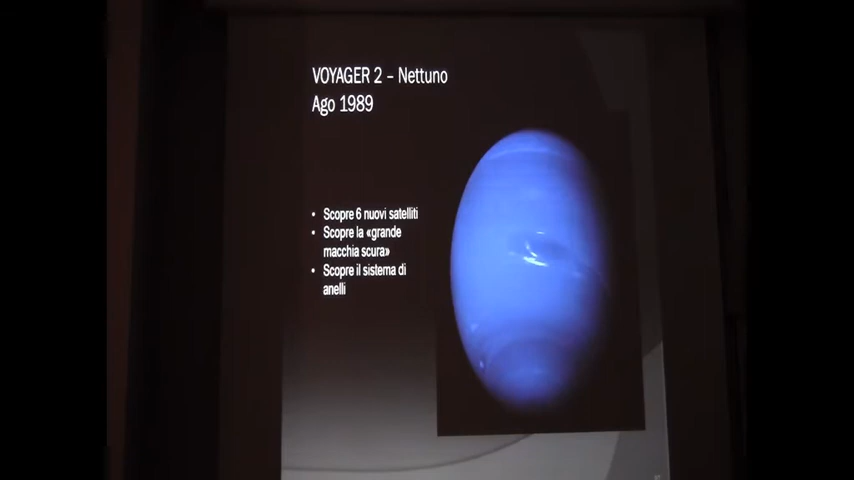 VOYAGER 2 – Nettuno
Ago 1989
• Scopre 6 nuovi satelliti
• Scopre la «grande
macchia scura»
• Scopre il sistema di
anelli